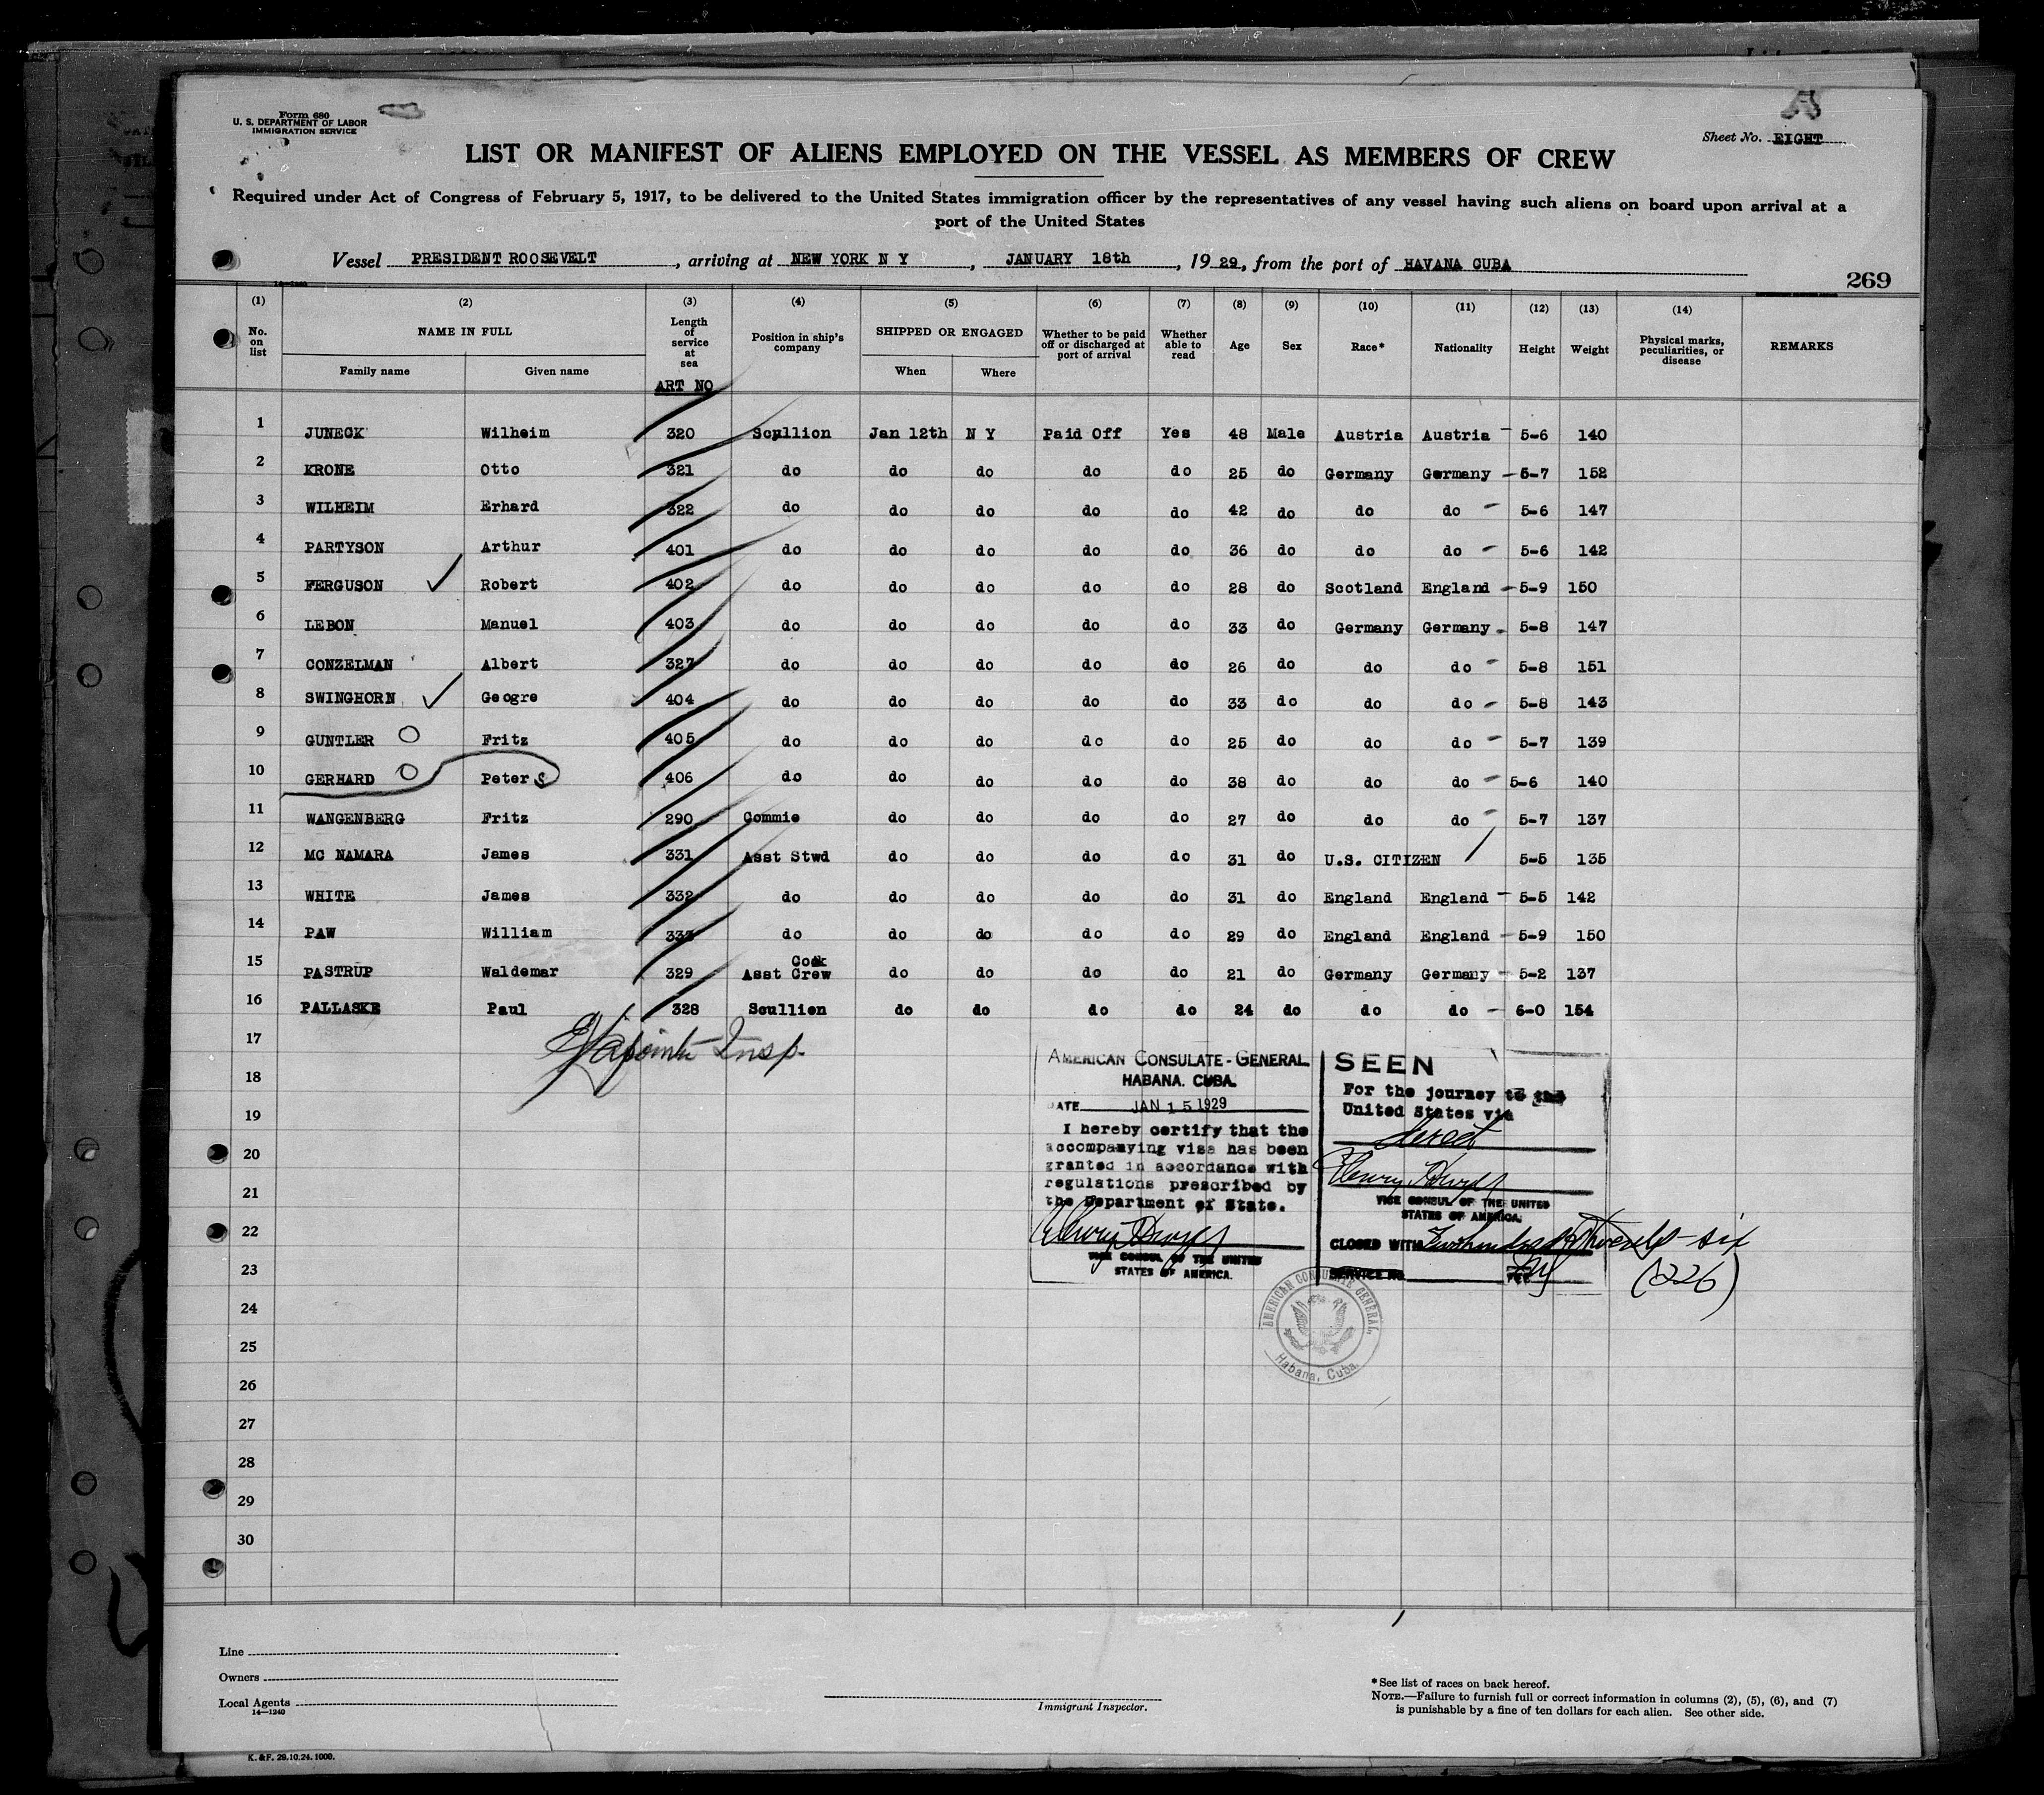 Form 680
U. S. DEPARTMENT OF LABOR
IMMIGRATION SERVICE
Sheet No. EIGHT
LIST OR MANIFEST OF ALIENS EMPLOYED ON THE VESSEL AS MEMBERS OF CREW
Required under Act of Congress of February 5, 1917, to be delivered to the United States immigration officer by the representatives of any vessel having such aliens on board upon arrival at a
port of the United States
Vessel PRESIDENT ROOSEVELT, arriving at NEW YORK N Y, JANUARY 18th, 1929, from the port of HAVANA CUBA
269
(1) (2) (3) (4) (5) (6) (7) (8) (9) (10) (11) (12) (13) (14)
No. on list NAME IN FULL Length of service at sea Position in ship's company SHIPPED OR ENGAGED Whether to be paid off or discharged at port of arrival Whether able to read Age Sex Race* Nationality Height Weight Physical marks, peculiarities, or disease REMARKS
Family name Given name When Where
ART NO
1 JUNECK Wilheim 320 Scullion Jan 12th N Y Paid Off Yes 48 Male Austria Austria 5-6 140
2 KRONE Otto 321 do do do do do 25 do Germany Germany 5-7 152
3 WILHEIM Erhard 322 do do do do do 42 do do do 5-6 147
4 PARTYSON Arthur 401 do do do do do 36 do do do 5-6 142
5 FERGUSON Robert 402 do do do do do 28 do Scotland England 5-9 150
6 LEBON Manuel 403 do do do do do 33 do Germany Germany 5-8 147
7 CONZELMAN Albert 327 do do do do do 26 do do do 5-8 151
8 SWINGHORN Geogre 404 do do do do do 33 do do do 5-8 143
9 GUNTLER Fritz 405 do do do do do 25 do do do 5-7 139
10 GERHARD Peter S 406 do do do do do 38 do do do 5-6 140
11 WANGENBERG Fritz 290 Commie do do do do 27 do do do 5-7 137
12 MC NAMARA James 331 Asst Stwd do do do do 31 do U.S. CITIZEN 5-5 135
13 WHITE James 332 do do do do do 31 do England England 5-5 142
14 PAW William 333 do do do do do 29 do England England 5-9 150
15 PASTRUP Waldemar 329 Asst Crew Cook do do do do 21 do Germany Germany 5-2 137
16 PALLASKE Paul 328 Scullien do do do do 24 do do do 6-0 154
17
18
19
20
21
22
23
24
25
26
27
28
29
30
Insp.
AMERICAN CONSULATE-GENERAL
HABANA. CUBA.
DATE JAN 15 1929
I hereby certify that the
accompanying visa has been
granted in accordance with
regulations prescribed by
the Department of State.
VICE CONSUL OF THE UNITED
STATES OF AMERICA.
SEEN
For the journey to the
United States via
direct
VICE CONSUL OF THE UNITED
STATES OF AMERICA.
CLOSED WITH Two hundred & twenty-six
SERVICE NO.
(226)
AMERICAN CONSULATE GENERAL,
Habana, Cuba.
Line
Owners
Local Agents
14—1240
Immigrant Inspector.
*See list of races on back hereof.
NOTE.—Failure to furnish full or correct information in columns (2), (5), (6), and (7)
is punishable by a fine of ten dollars for each alien. See other side.
K. & F. 29.10.24.1000.